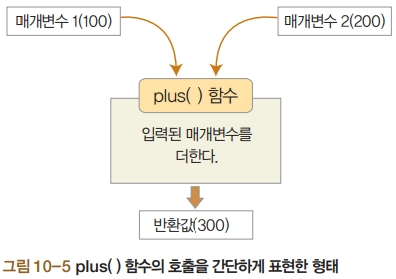 매개변수 1(100)
매개변수 2(200)
plus( ) 함수
입력된 매개변수를
더한다.
반환값(300)
그림 10-5 plus( ) 함수의 호출을 간단하게 표현한 형태